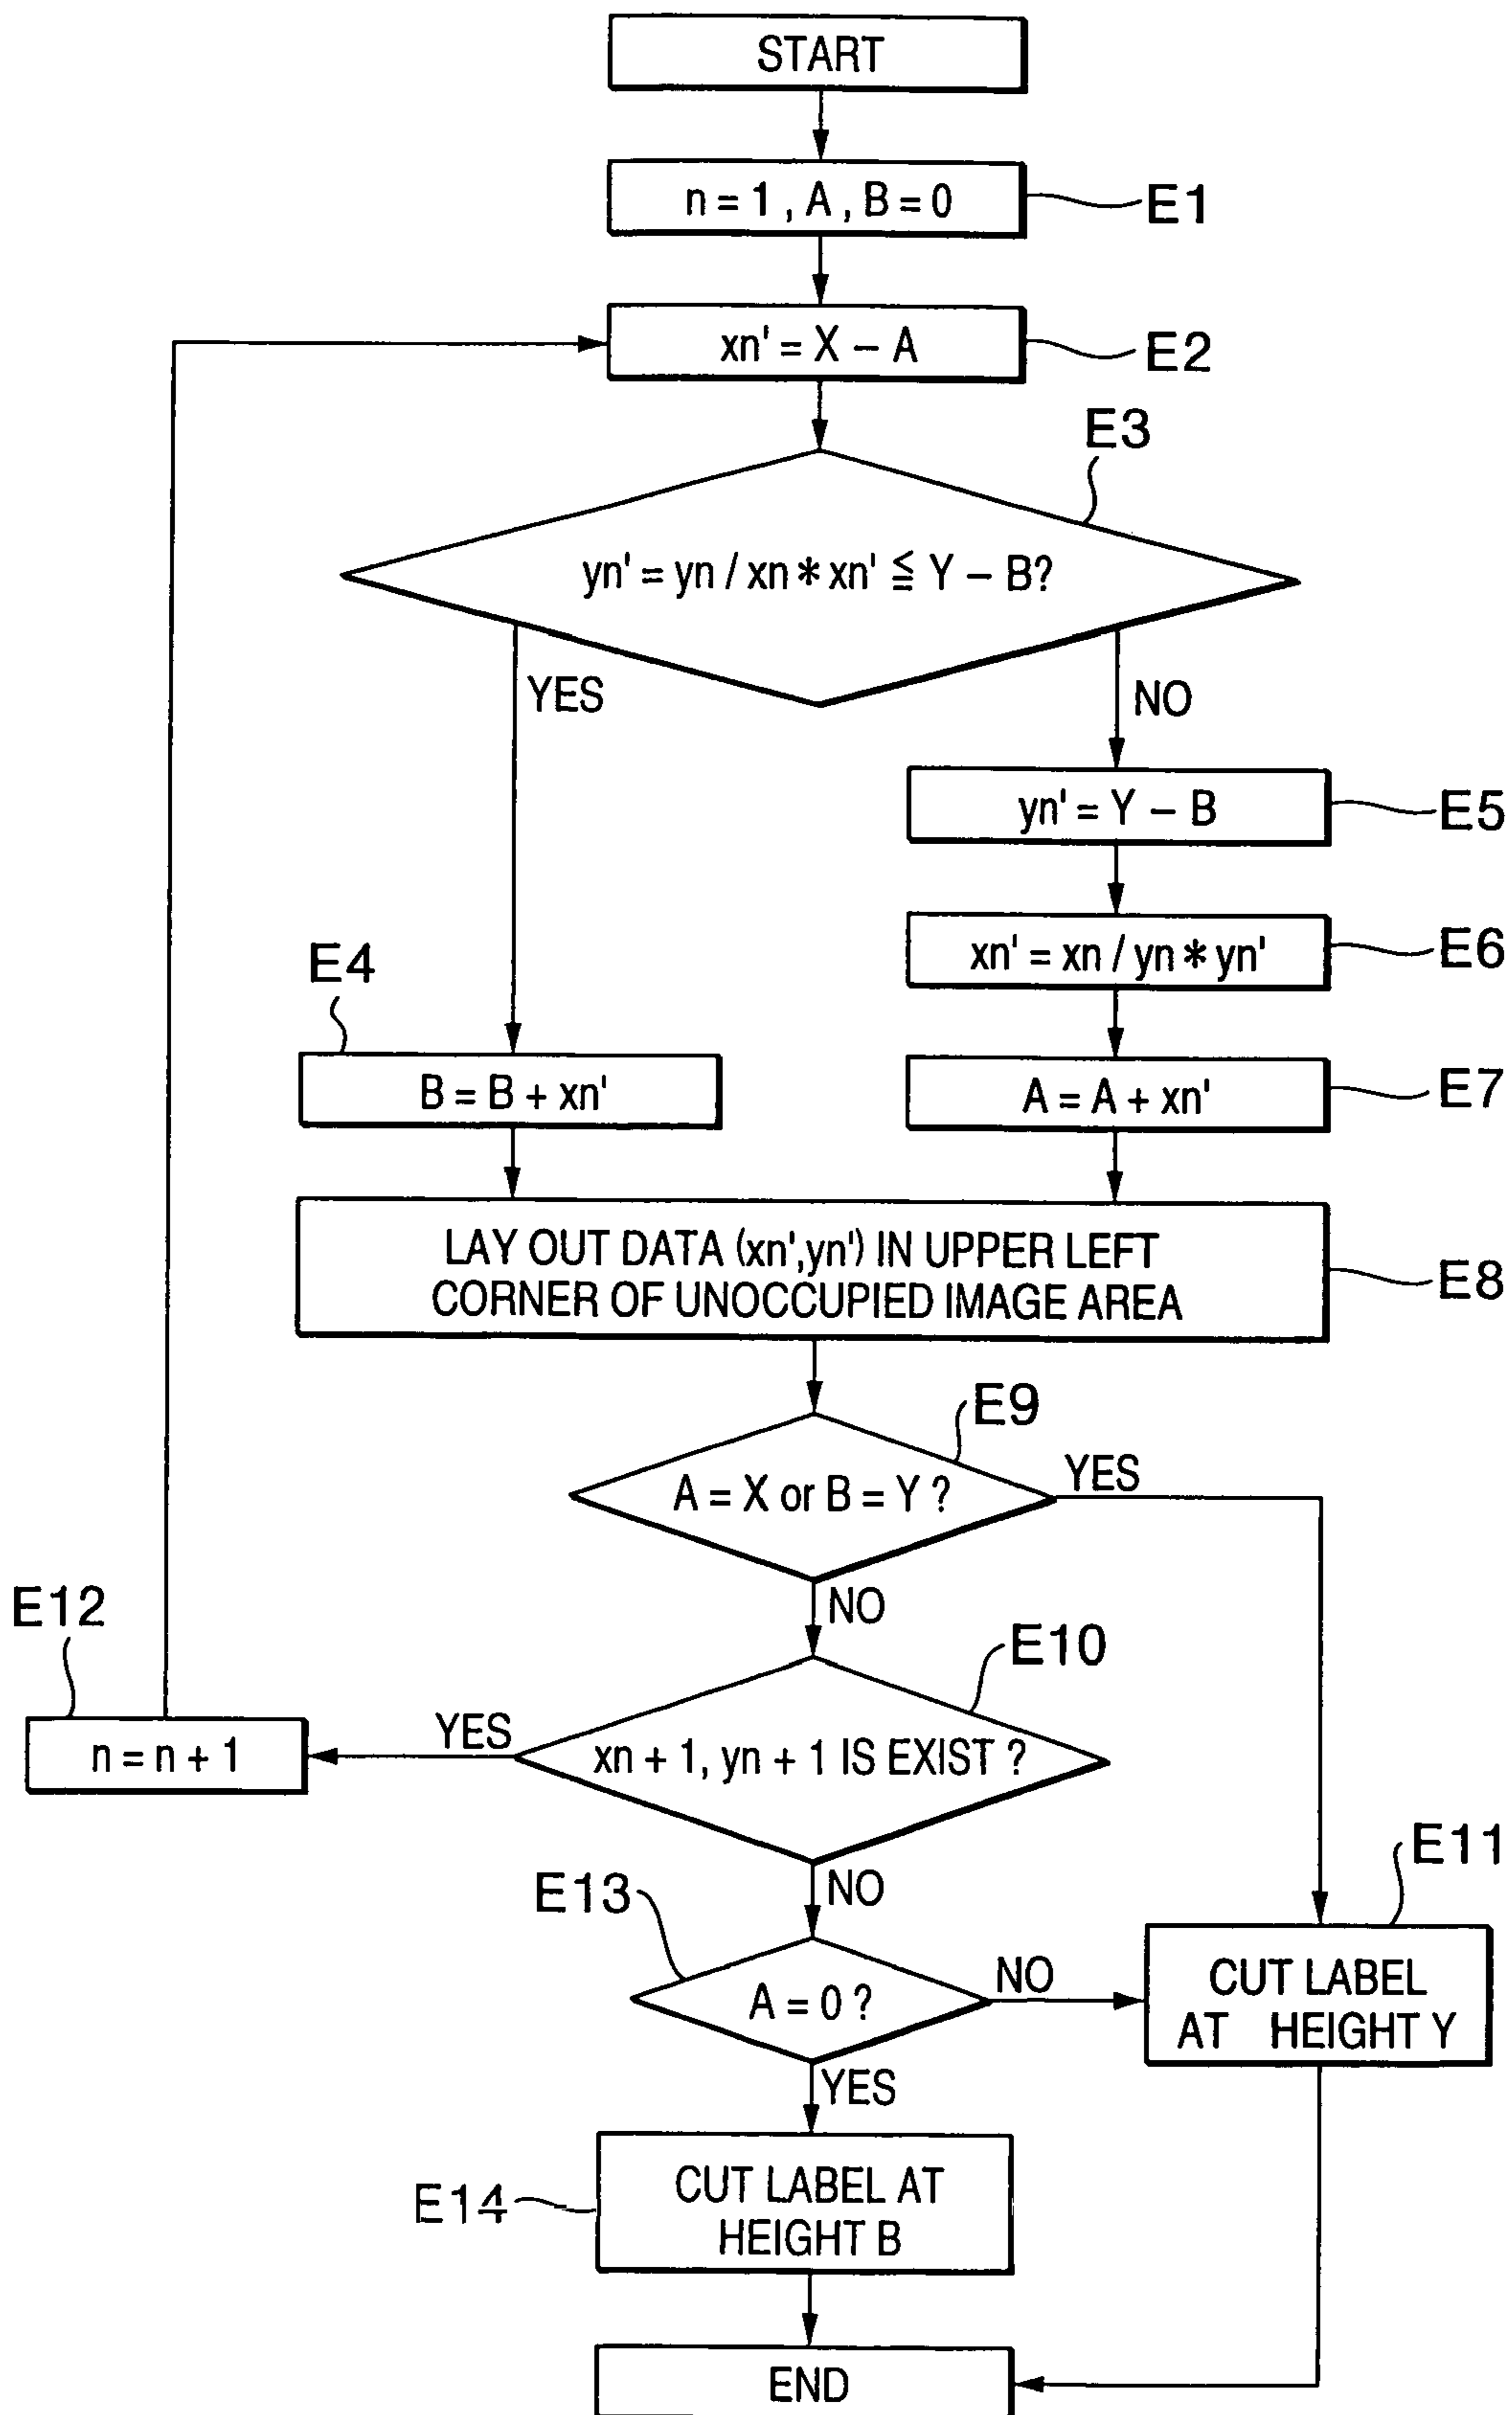 START
n = 1 , A , B = 0
E1
xn' = X – A
E2
E3
yn' = yn / xn * xn' ≦ Y – B?
YES
NO
yn' = Y – B
E5
xn' = xn / yn * yn'
E6
E4
B = B + xn'
A = A + xn'
E7
LAY OUT DATA (xn',yn') IN UPPER LEFT
CORNER OF UNOCCUPIED IMAGE AREA
E8
E9
A = X or B = Y ?
YES
NO
E12
E10
n = n + 1
YES
xn + 1, yn + 1 IS EXIST ?
E11
NO
E13
A = 0 ?
NO
CUT LABEL
AT HEIGHT Y
YES
CUT LABEL AT
HEIGHT B
E14
END